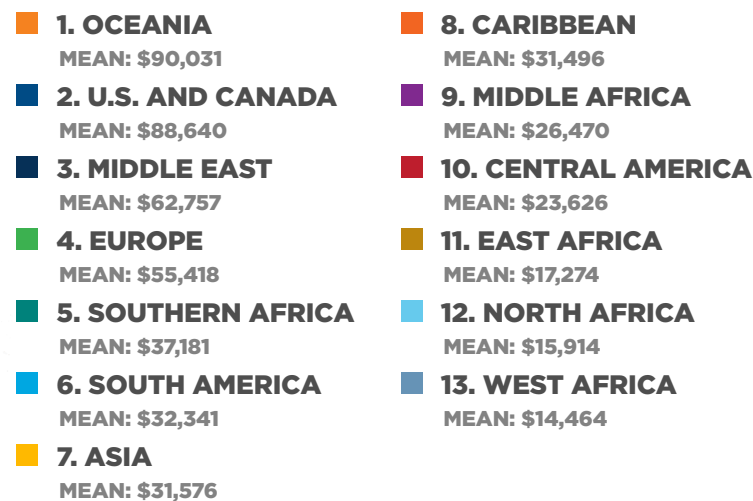 1. OCEANIA
MEAN: $90,031
2. U.S. AND CANADA
MEAN: $88,640
3. MIDDLE EAST
MEAN: $62,757
4. EUROPE
MEAN: $55,418
5. SOUTHERN AFRICA
MEAN: $37,181
6. SOUTH AMERICA
MEAN: $32,341
7. ASIA
MEAN: $31,576
8. CARIBBEAN
MEAN: $31,496
9. MIDDLE AFRICA
MEAN: $26,470
10. CENTRAL AMERICA
MEAN: $23,626
11. EAST AFRICA
MEAN: $17,274
12. NORTH AFRICA
MEAN: $15,914
13. WEST AFRICA
MEAN: $14,464